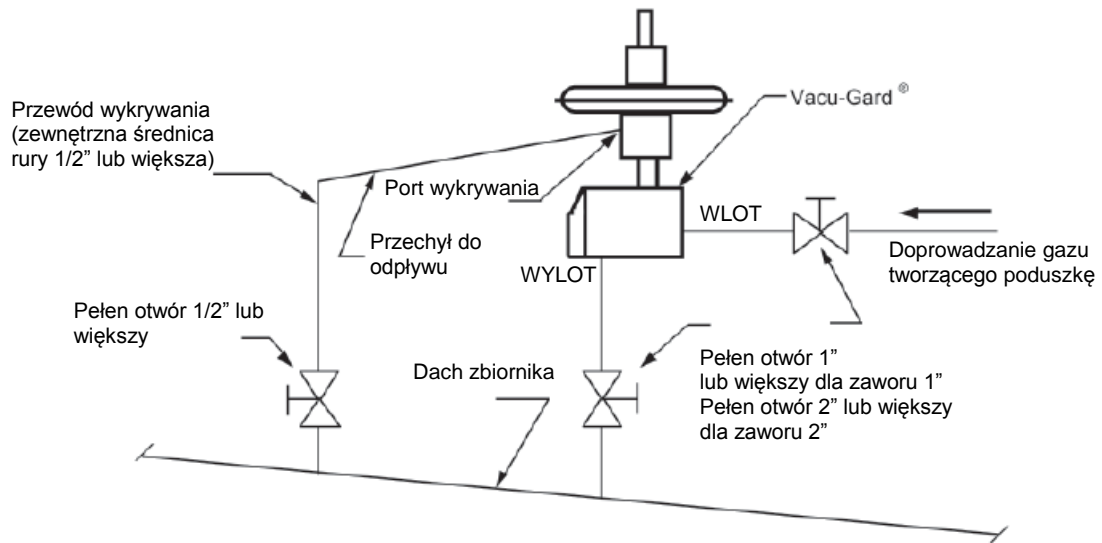 Przewód wykrywania
(zewnętrzna średnica
rury 1/2” lub większa)
Vacu-Gard ®
Port wykrywania
WLOT
Przechył do
odpływu
Doprowadzanie gazu
tworzącego poduszkę
WYLOT
Pełen otwór 1/2” lub
większy
Dach zbiornika
Pełen otwór 1”
lub większy dla zaworu 1”
Pełen otwór 2” lub większy
dla zaworu 2”